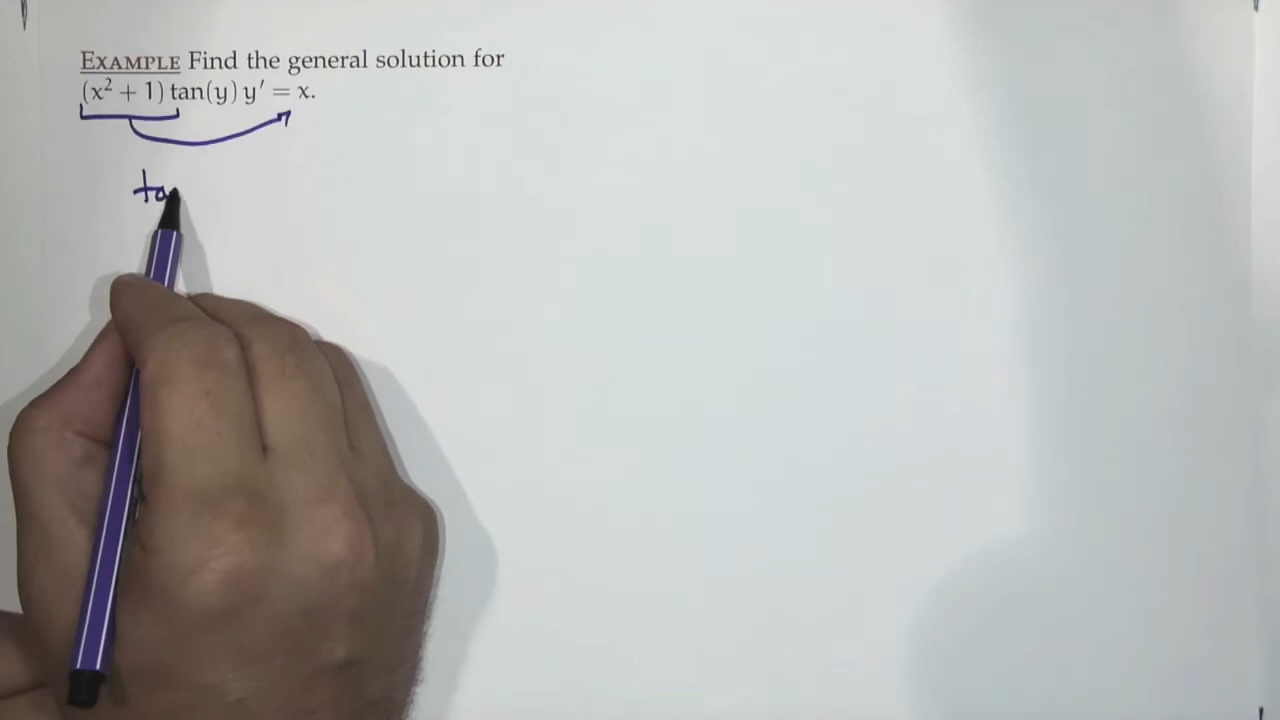 EXAMPLE Find the general solution for
(x² + 1) tan(y) y′ = x.
ta